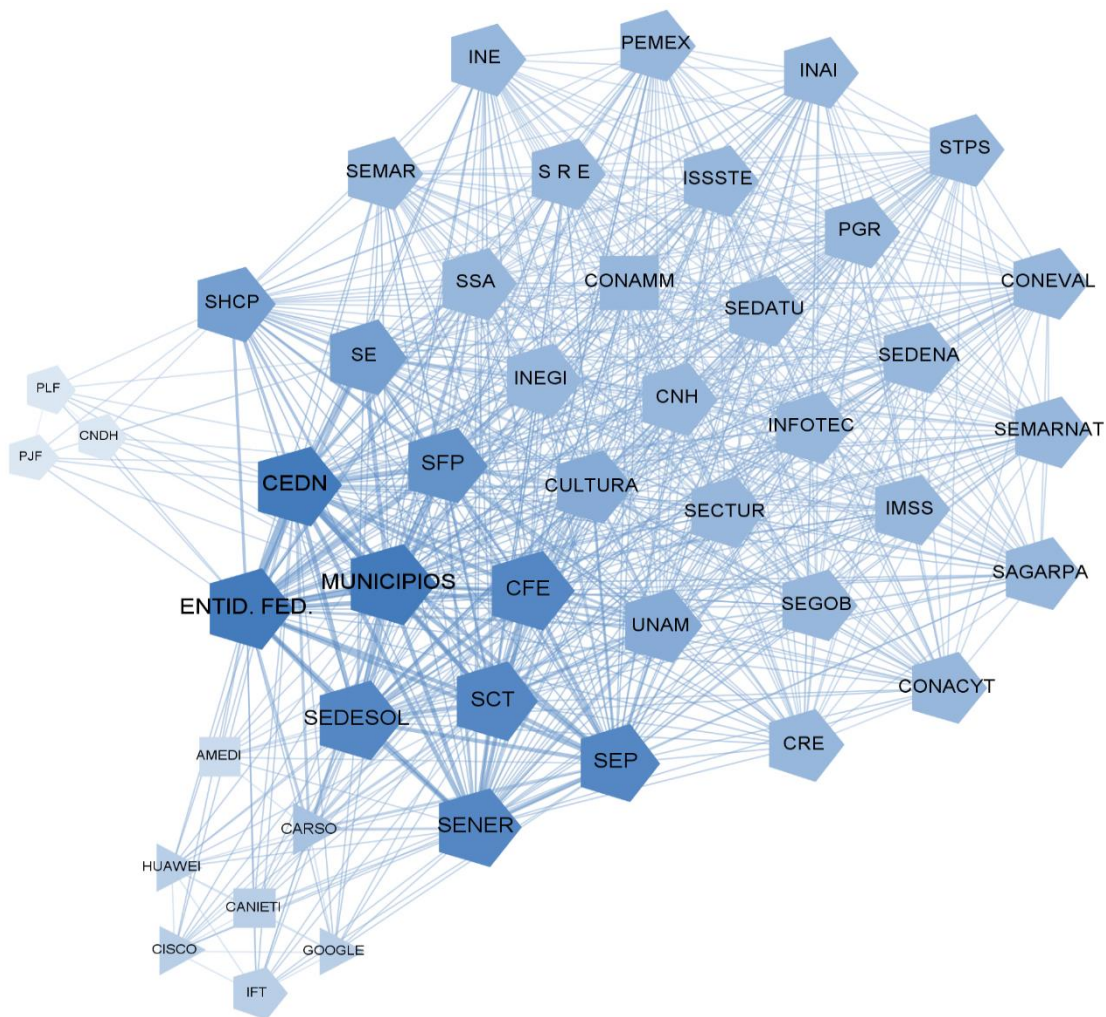 PEMEX
INE
INAI
STPS
SEMAR
S R E
ISSSTE
PGR
SSA
CONAMM
CONEVAL
SHCP
SEDATU
SE
SEDENA
INEGI
PLF
CNH
INFOTEC
SEMARNAT
CNDH
PJF
SFP
CEDN
CULTURA
SECTUR
IMSS
SAGARPA
MUNICIPIOS
CFE
ENTID. FED.
SEGOB
UNAM
CONACYT
SCT
SEDESOL
CRE
AMEDI
SEP
SENER
CARSO
HUAWEI
CANIETI
CISCO
GOOGLE
IFT